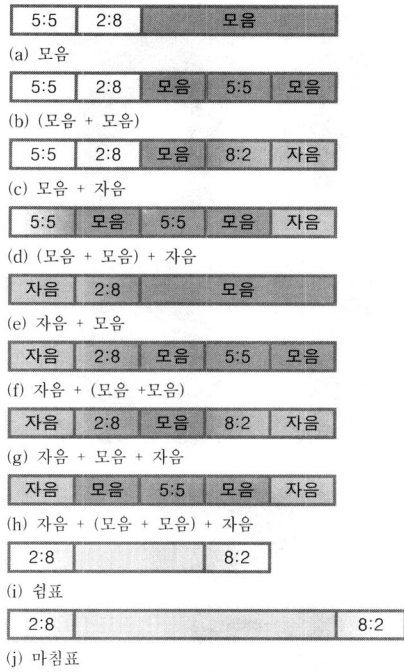 5:5 2:8 모음
(a) 모음
5:5 2:8 모음 5:5 모음
(b) (모음 + 모음)
5:5 2:8 모음 8:2 자음
(c) 모음 + 자음
5:5 모음 5:5 모음 자음
(d) (모음 + 모음) + 자음
자음 2:8 모음
(e) 자음 + 모음
자음 2:8 모음 5:5 모음
(f) 자음 + (모음 +모음)
자음 2:8 모음 8:2 자음
(g) 자음 + 모음 + 자음
자음 모음 5:5 모음 자음
(h) 자음 + (모음 + 모음) + 자음
2:8 8:2
(i) 쉼표
2:8 8:2
(j) 마침표